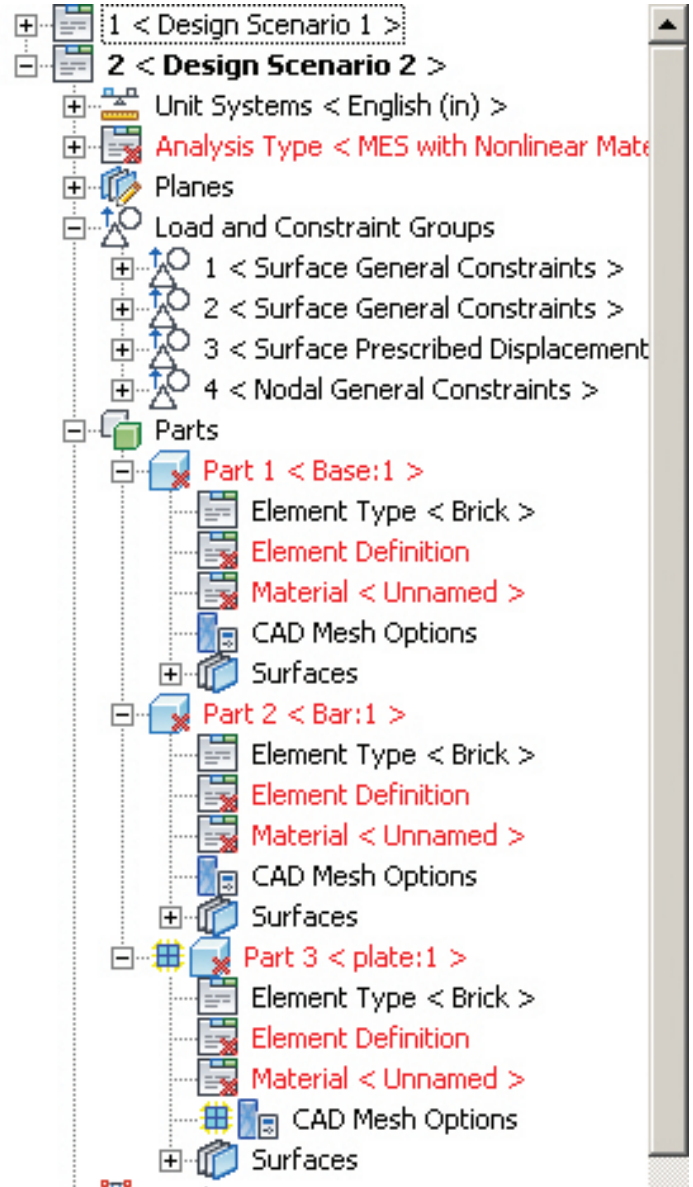 1 < Design Scenario 1 >
2 < Design Scenario 2 >
Unit Systems < English (in) >
Analysis Type < MES with Nonlinear Mate
Planes
Load and Constraint Groups
1 < Surface General Constraints >
2 < Surface General Constraints >
3 < Surface Prescribed Displacement
4 < Nodal General Constraints >
Parts
Part 1 < Base:1 >
Element Type < Brick >
Element Definition
Material < Unnamed >
CAD Mesh Options
Surfaces
Part 2 < Bar:1 >
Element Type < Brick >
Element Definition
Material < Unnamed >
CAD Mesh Options
Surfaces
Part 3 < plate:1 >
Element Type < Brick >
Element Definition
Material < Unnamed >
CAD Mesh Options
Surfaces